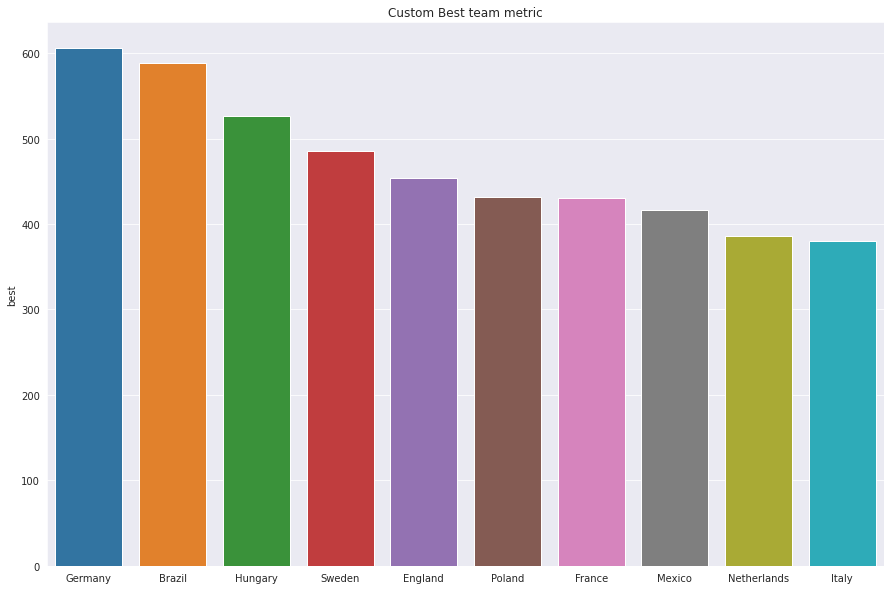 Custom Best team metric
600
500
400
300
200
100
0
best
Germany Brazil Hungary Sweden England Poland France Mexico Netherlands Italy